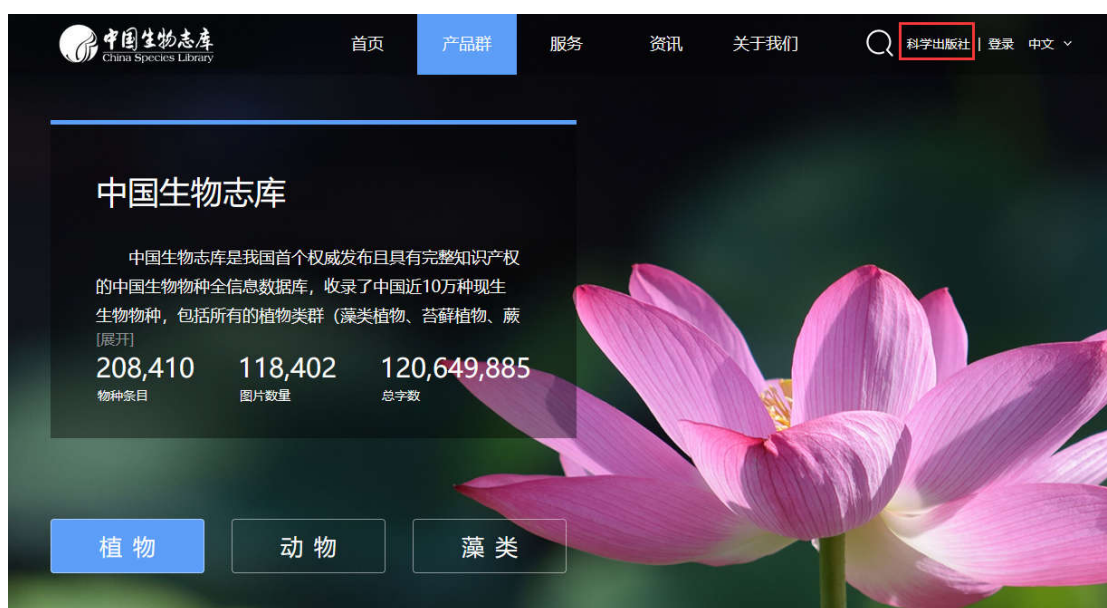 中国生物志库
China Species Library
首页 产品群 服务 资讯 关于我们 科学出版社 | 登录 中文
中国生物志库
中国生物志库是我国首个权威发布且具有完整知识产权
的中国生物物种全信息数据库，收录了中国近10万种现生
生物物种，包括所有的植物类群（藻类植物、苔藓植物、蕨
[展开]
208,410 118,402 120,649,885
物种条目 图片数量 总字数
植物 动物 藻类